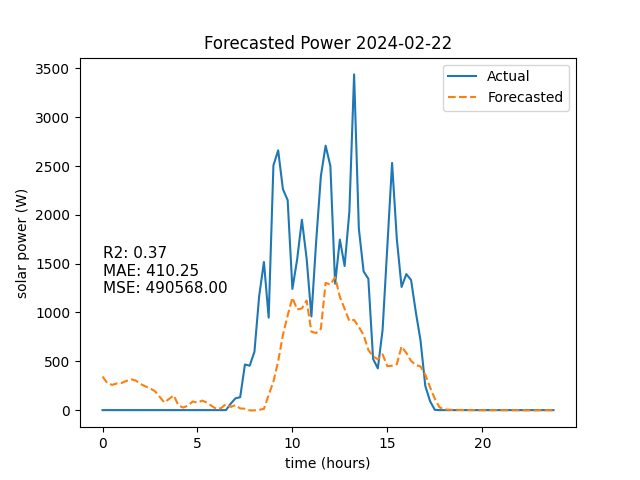 Forecasted Power 2024-02-22
3500
3000
2500
2000
1500
1000
500
0
solar power (W)
Actual
Forecasted
R2: 0.37
MAE: 410.25
MSE: 490568.00
0 5 10 15 20
time (hours)